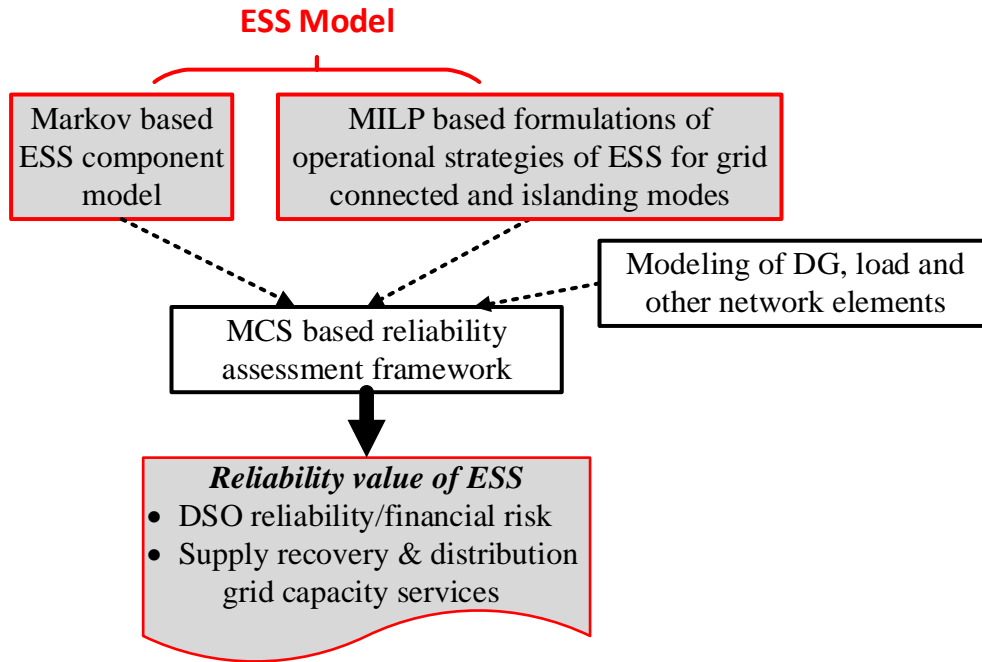 ESS Model
Markov based
ESS component
model
MILP based formulations of
operational strategies of ESS for grid
connected and islanding modes
Modeling of DG, load and
other network elements
MCS based reliability
assessment framework
Reliability value of ESS
• DSO reliability/financial risk
• Supply recovery & distribution
grid capacity services